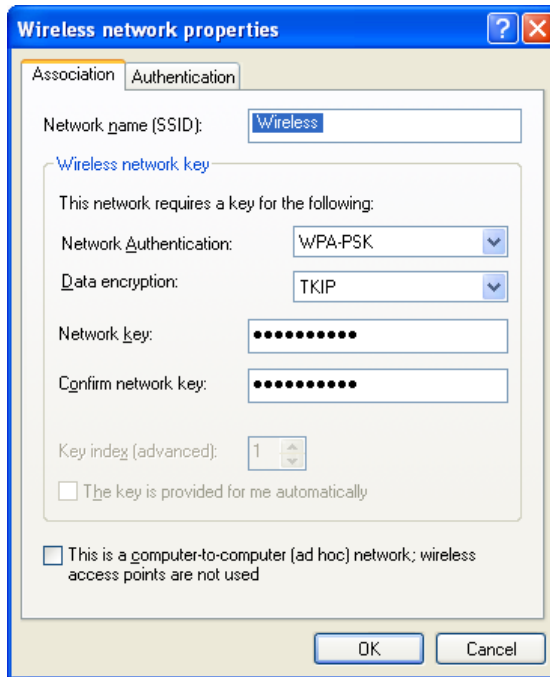 Wireless network properties
Association
Authentication
Network name (SSID):
Wireless
Wireless network key
This network requires a key for the following:
Network Authentication:
WPA-PSK
Data encryption:
TKIP
Network key:
••••••••••
Confirm network key:
••••••••••
Key index (advanced):
1
The key is provided for me automatically
This is a computer-to-computer (ad hoc) network; wireless
access points are not used
OK
Cancel